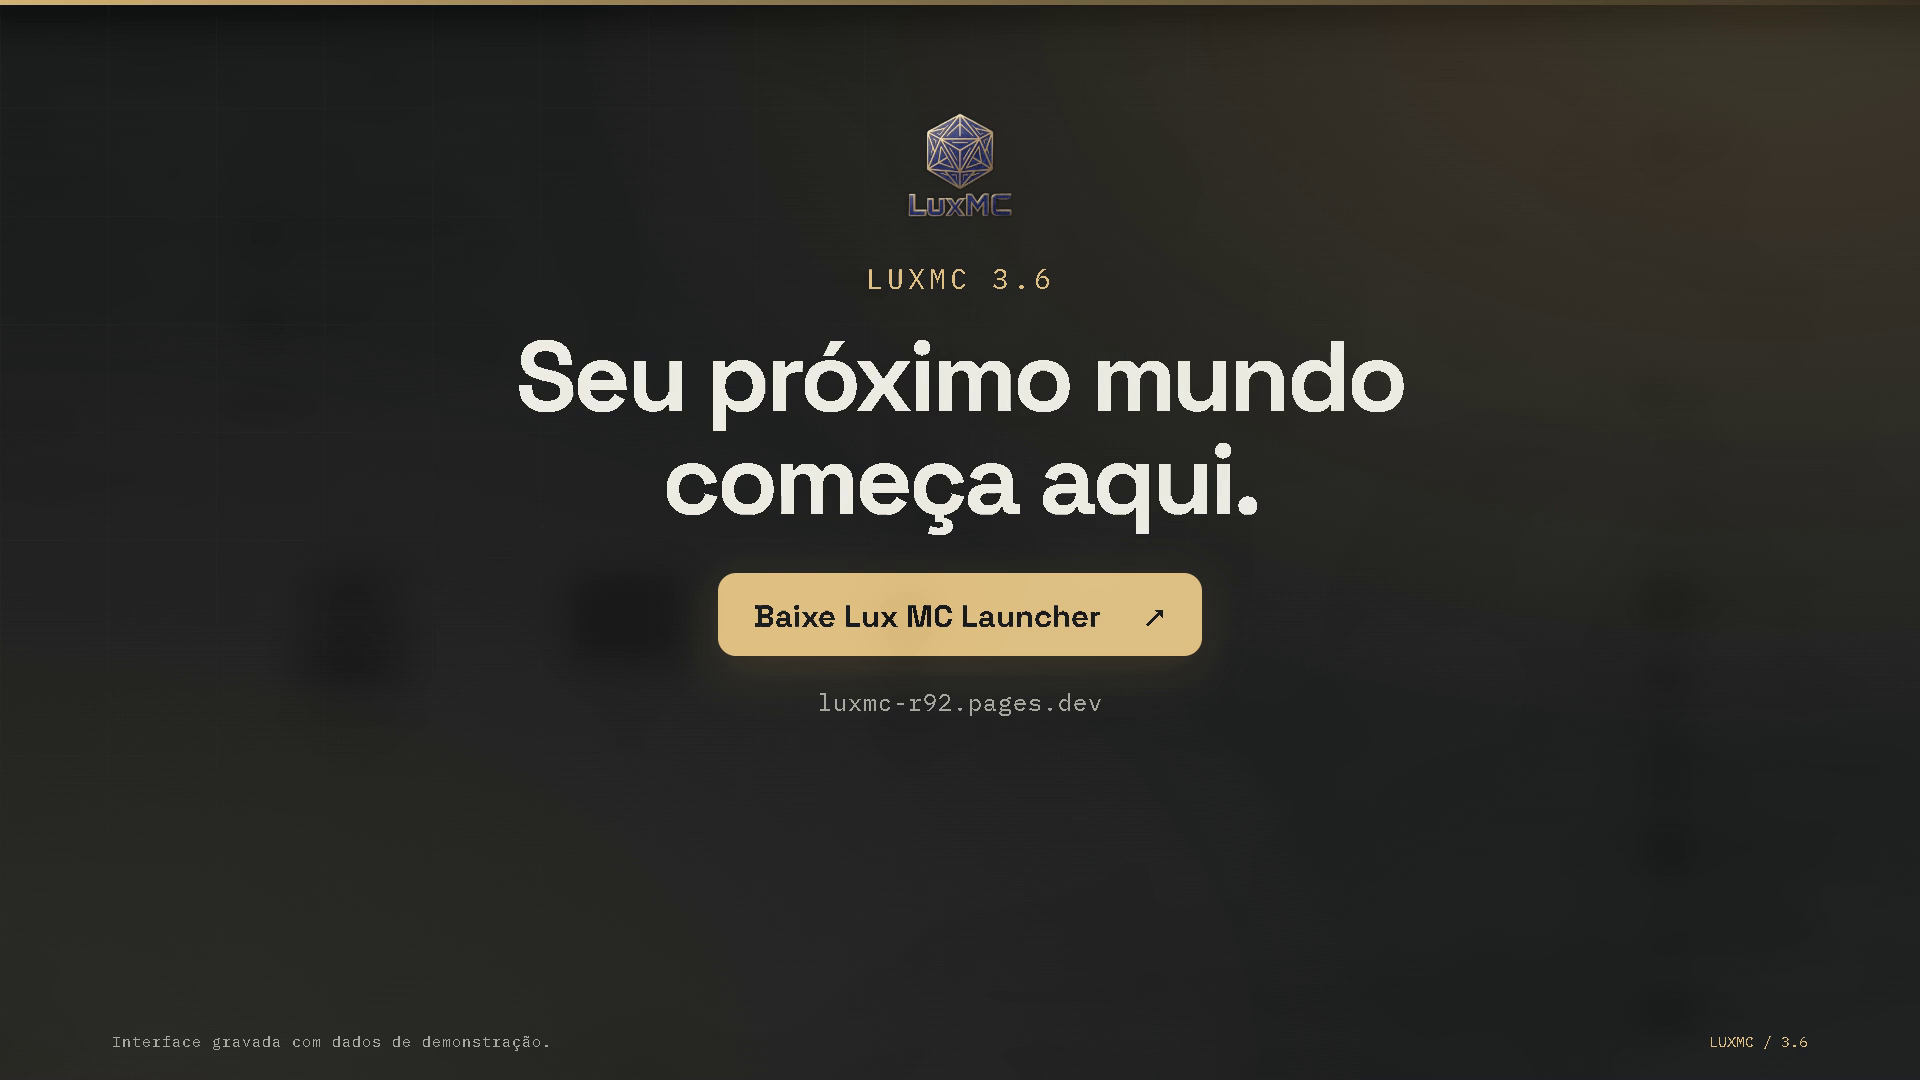 LuxMC
LUXMC 3.6
Seu próximo mundo
começa aqui.
Baixe Lux MC Launcher ↗
luxmc-r92.pages.dev
Interface gravada com dados de demonstração.
LUXMC / 3.6